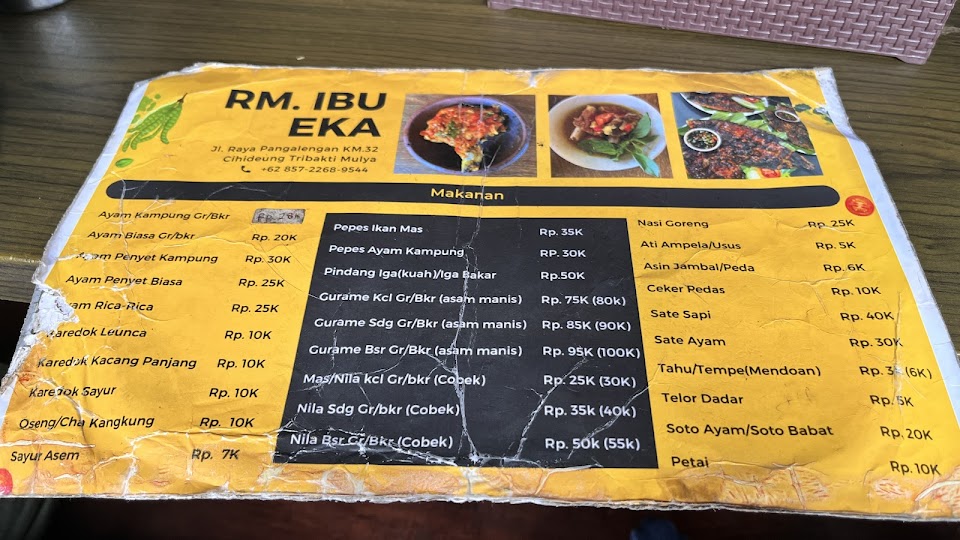 RM. IBU
EKA
Jl. Raya Pangalengan KM.32
Cihideung Tribakti Mulya
+62 857-2268-9544
Makanan
Ayam Kampung Gr/Bkr
Ayam Biasa Gr/bkr Rp. 20K
Ayam Penyet Kampung Rp. 30K
Ayam Penyet Biasa Rp. 25K
Rica-Rica Rp. 25K
Karedok Leunca Rp. 10K
Karedok Kacang Panjang Rp. 10K
Karedok Sayur Rp. 10K
Oseng/Cha Kangkung Rp. 10K
Sayur Asem Rp. 7K
Pepes Ikan Mas Rp. 35K
Pepes Ayam Kampung RP. 30K
Pindang Iga(kuah)/Iga Bakar Rp.50K
Gurame Kcl Gr/Bkr (asam manis) Rp. 75K (80k)
Gurame Sdg Gr/Bkr (asam manis) Rp. 85K (90K)
Gurame Bsr Gr/Bkr (asam manis) Rp. 95K (100K)
Mas/Nila kcl Gr/bkr (Cobek) Rp. 25K (30K)
Nila Sdg Gr/bkr (Cobek) Rp. 35k (40k)
Nila Bsr Gr/Bkr (Cobek) Rp. 50k (55k)
Nasi Goreng Rp. 25K
Ati Ampela/Usus Rp. 5K
Asin Jambal/Peda Rp. 6K
Ceker Pedas Rp. 10K
Sate Sapi Rp. 40K
Sate Ayam Rp. 30K
Tahu/Tempe(Mendoan) (6K)
Telor Dadar Rp. 5K
Soto Ayam/Soto Babat Rp. 20K
Petai Rp. 10K